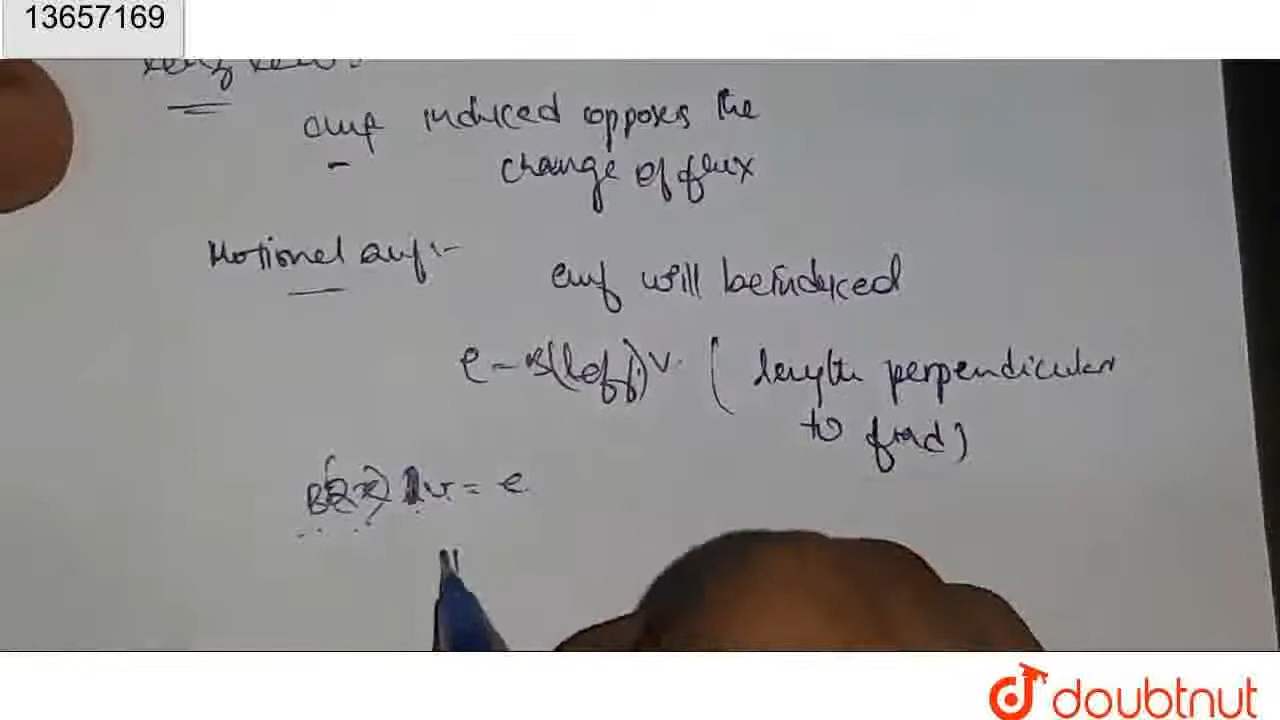 13657169
emf induced opposes the
change of flux
Motional emf :-
emf will be induced
e = B(leff.)v. ( length perpendicular
to field)
v = e.
doubtnut